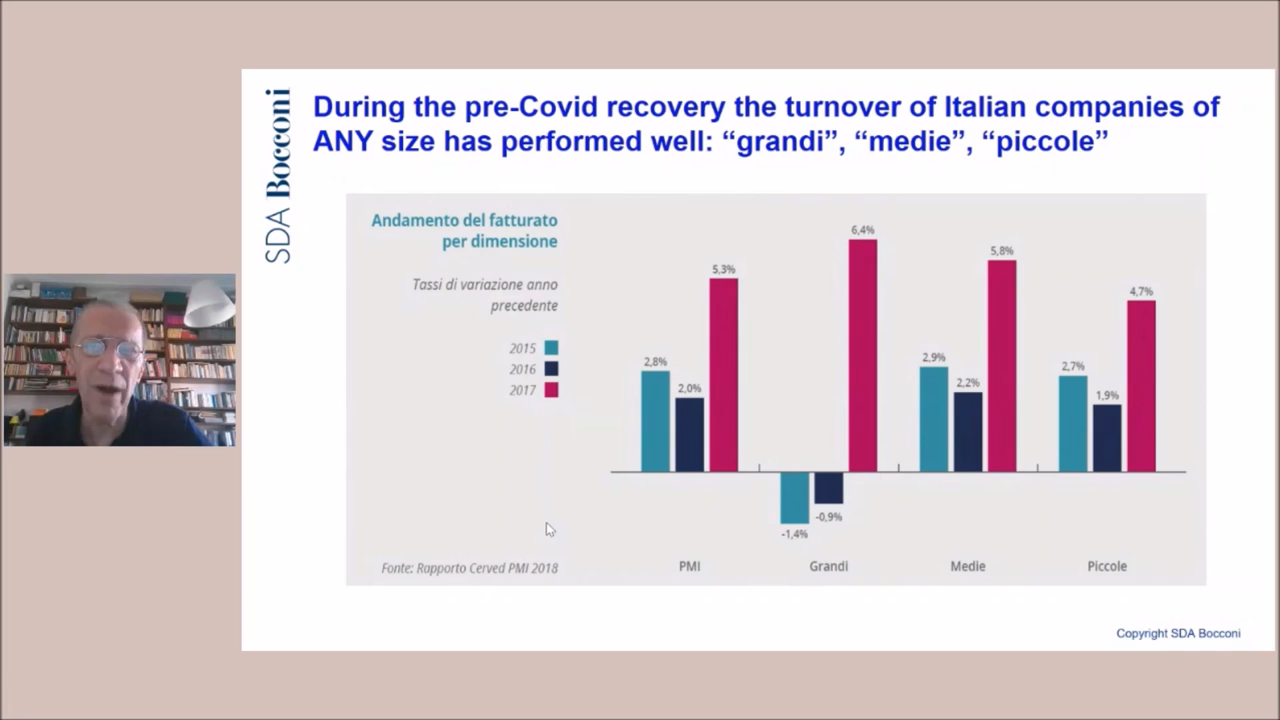 SDA Bocconi
During the pre-Covid recovery the turnover of Italian companies of
ANY size has performed well: “grandi”, “medie”, “piccole”
Andamento del fatturato
per dimensione
Tassi di variazione anno
precedente
2015
2016
2017
2,8%
2,0%
5,3%
-1,4%
-0,9%
6,4%
2,9%
2,2%
5,8%
2,7%
1,9%
4,7%
PMI
Grandi
Medie
Piccole
Fonte: Rapporto Cerved PMI 2018
Copyright SDA Bocconi